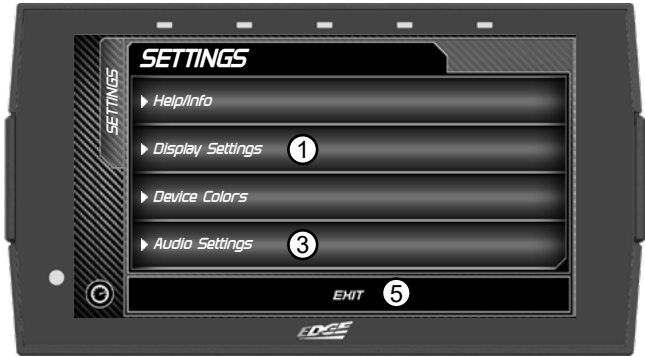 SETTINGS
SETTINGS
Help/Info
Display Settings 1
Device Colors
Audio Settings 3
EXIT 5
EDGE